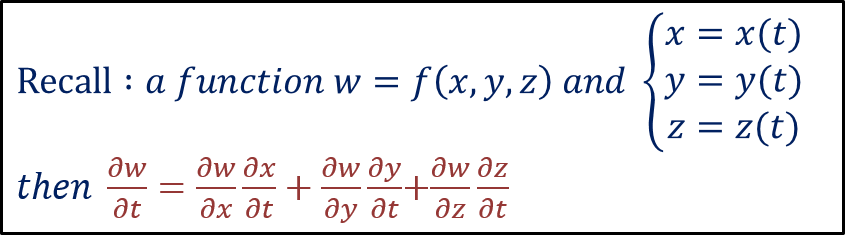 Recall : a function w = f(x, y, z) and { x = x(t)
y = y(t)
z = z(t)
then ∂w/∂t = ∂w/∂x ∂x/∂t + ∂w/∂y ∂y/∂t + ∂w/∂z ∂z/∂t